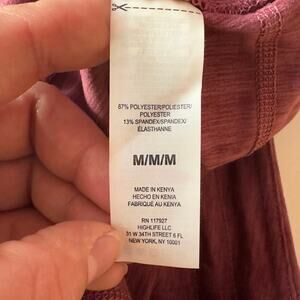 87% POLYESTER/POLIÉSTER/
POLYESTER
13% SPANDEX/SPANDEX/
ÉLASTHANNE
M/M/M
MADE IN KENYA
HECHO EN KENIA
FABRIQUÉ AU KENYA
RN 117927
HIGHLIFE LLC
31 W 34TH STREET 6 FL
NEW YORK, NY 10001